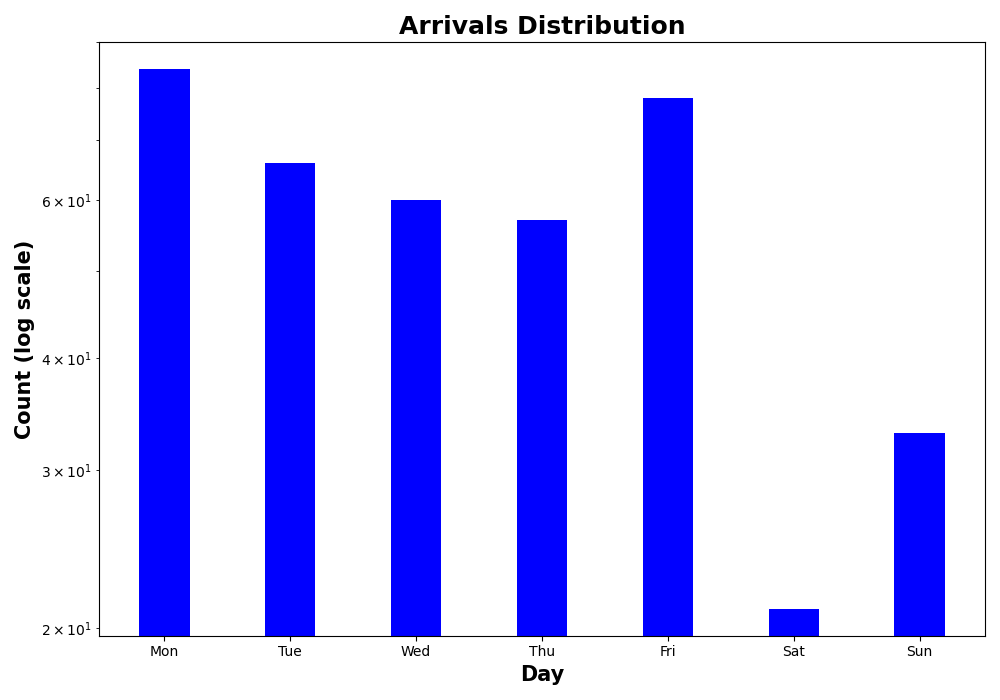 Arrivals Distribution
Count (log scale)
6 × 10¹
4 × 10¹
3 × 10¹
2 × 10¹
Mon Tue Wed Thu Fri Sat Sun
Day